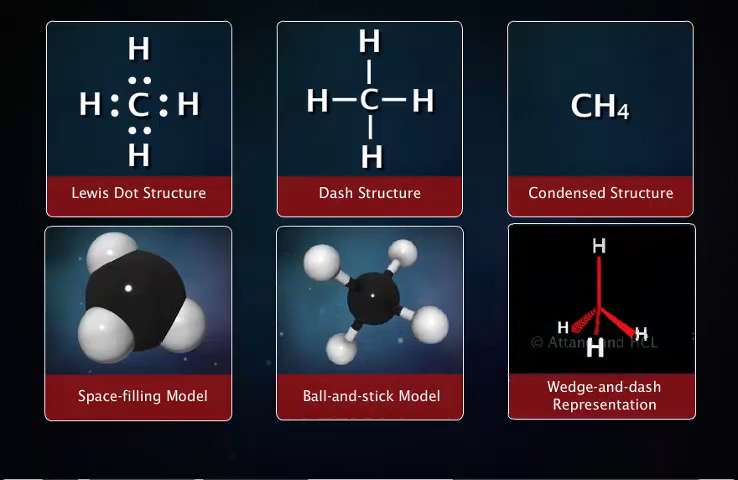 H
H : C : H
H
Lewis Dot Structure
H
H—C—H
H
Dash Structure
CH₄
Condensed Structure
Space-filling Model
Ball-and-stick Model
H
H H
H
Wedge-and-dash
Representation